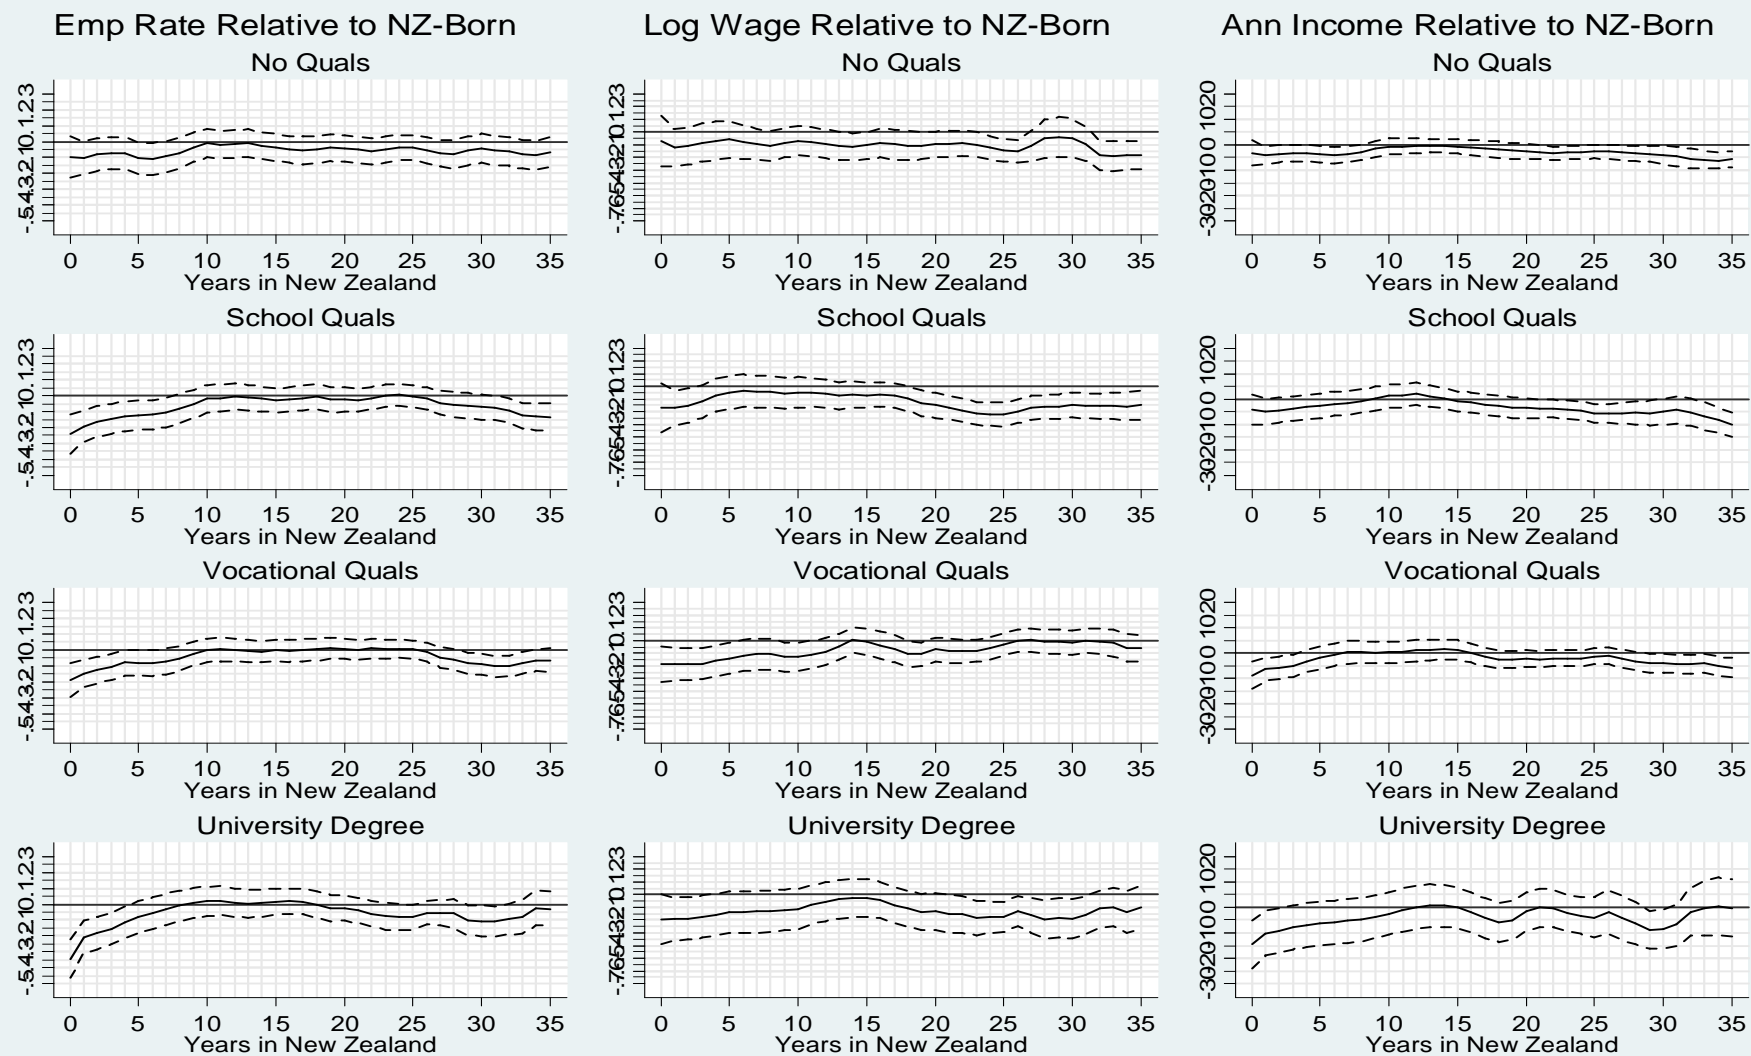 Emp Rate Relative to NZ-Born
Log Wage Relative to NZ-Born
Ann Income Relative to NZ-Born
No Quals
No Quals
No Quals
0 5 10 15 20 25 30 35
0 5 10 15 20 25 30 35
0 5 10 15 20 25 30 35
Years in New Zealand
Years in New Zealand
Years in New Zealand
School Quals
School Quals
School Quals
0 5 10 15 20 25 30 35
0 5 10 15 20 25 30 35
0 5 10 15 20 25 30 35
Years in New Zealand
Years in New Zealand
Years in New Zealand
Vocational Quals
Vocational Quals
Vocational Quals
0 5 10 15 20 25 30 35
0 5 10 15 20 25 30 35
0 5 10 15 20 25 30 35
Years in New Zealand
Years in New Zealand
Years in New Zealand
University Degree
University Degree
University Degree
0 5 10 15 20 25 30 35
0 5 10 15 20 25 30 35
0 5 10 15 20 25 30 35
Years in New Zealand
Years in New Zealand
Years in New Zealand